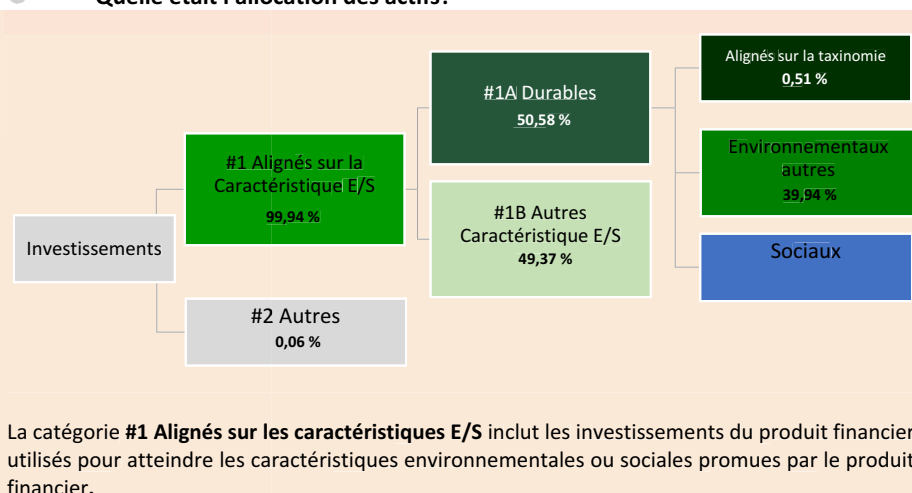 Quelle était l'allocation des actifs?
Investissements
#1 Alignés sur la
Caractéristique E/S
99,94 %
#2 Autres
0,06 %
#1A Durables
50,58 %
#1B Autres
Caractéristique E/S
49,37 %
Alignés sur la taxinomie
0,51 %
Environnementaux
autres
39,94 %
Sociaux
La catégorie #1 Alignés sur les caractéristiques E/S inclut les investissements du produit financier
utilisés pour atteindre les caractéristiques environnementales ou sociales promues par le produit
financier.